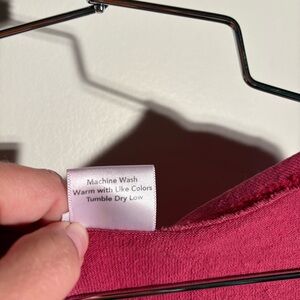 Machine Wash
Warm with Like Colors
Tumble Dry Low